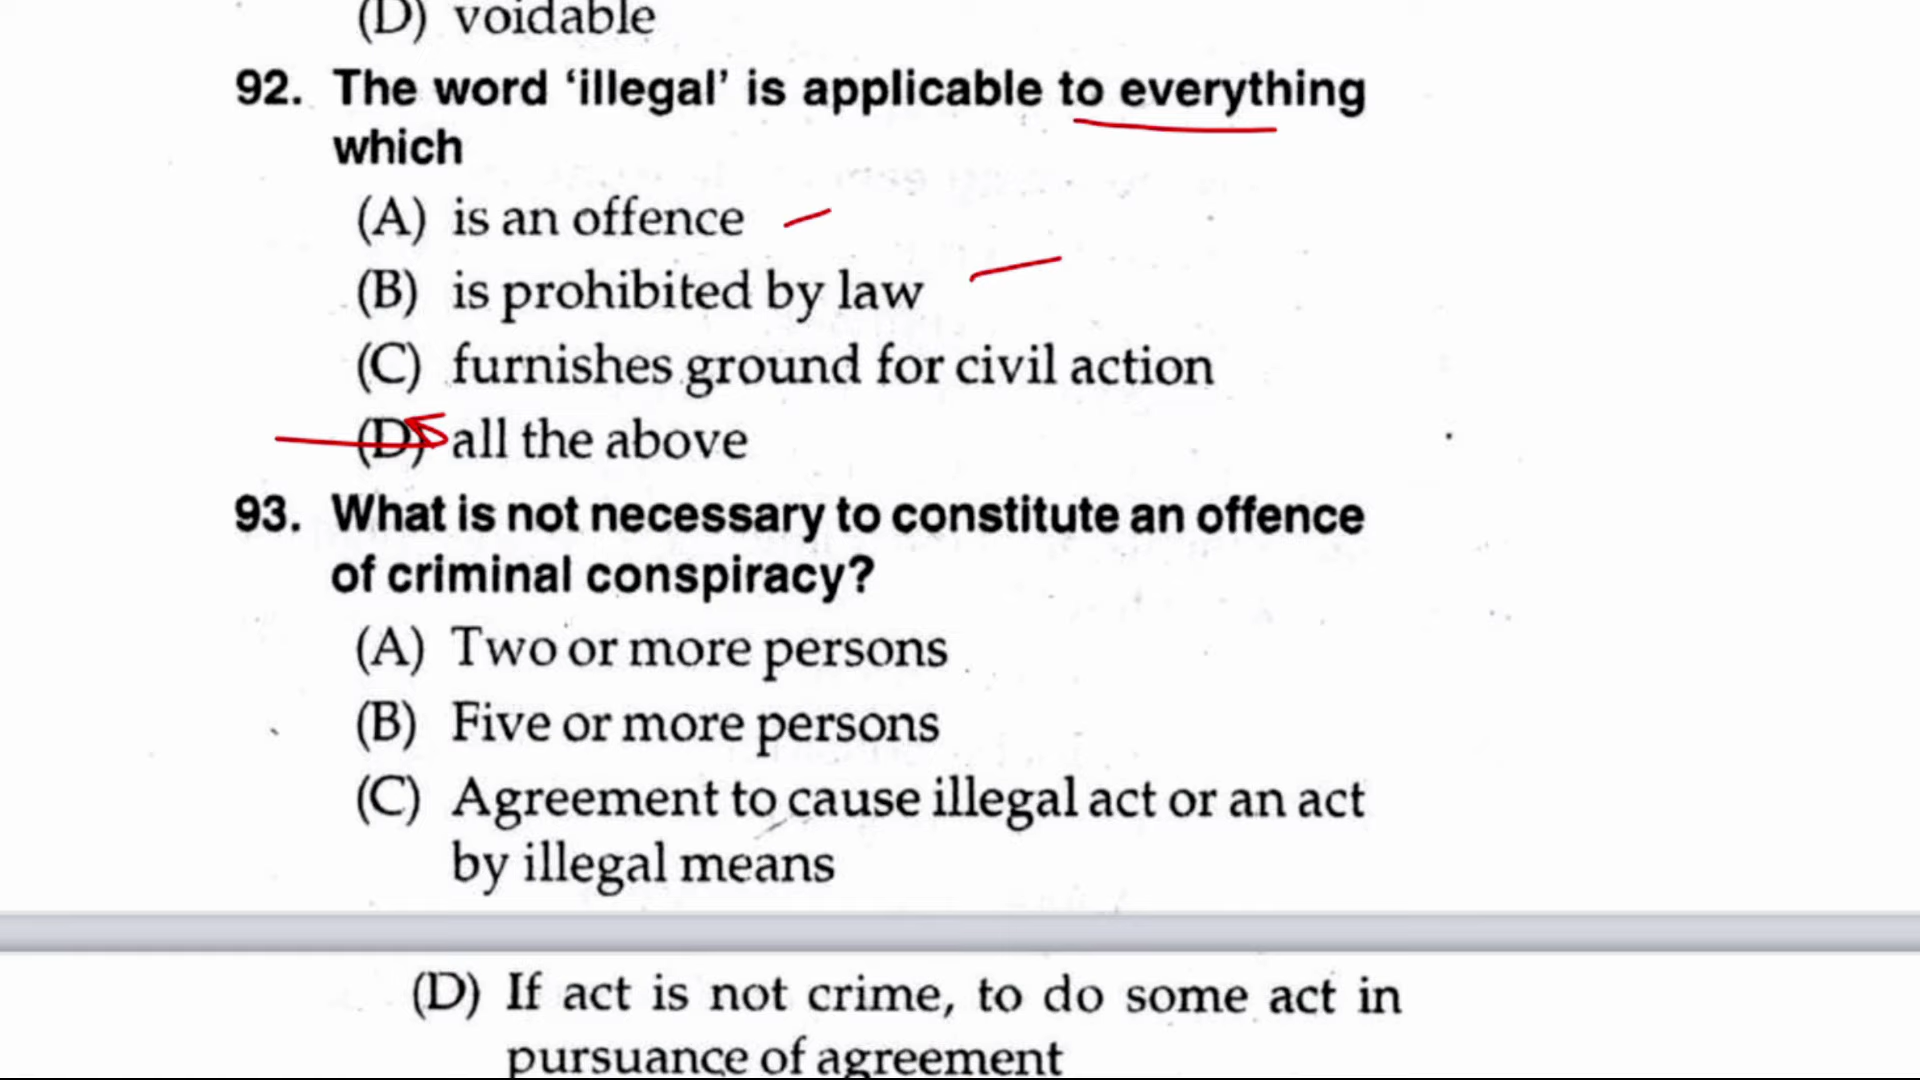 (D) voidable
92. The word ‘illegal’ is applicable to everything
which
(A) is an offence
(B) is prohibited by law
(C) furnishes ground for civil action
(D) all the above
93. What is not necessary to constitute an offence
of criminal conspiracy?
(A) Two or more persons
(B) Five or more persons
(C) Agreement to cause illegal act or an act
by illegal means
(D) If act is not crime, to do some act in
pursuance of agreement